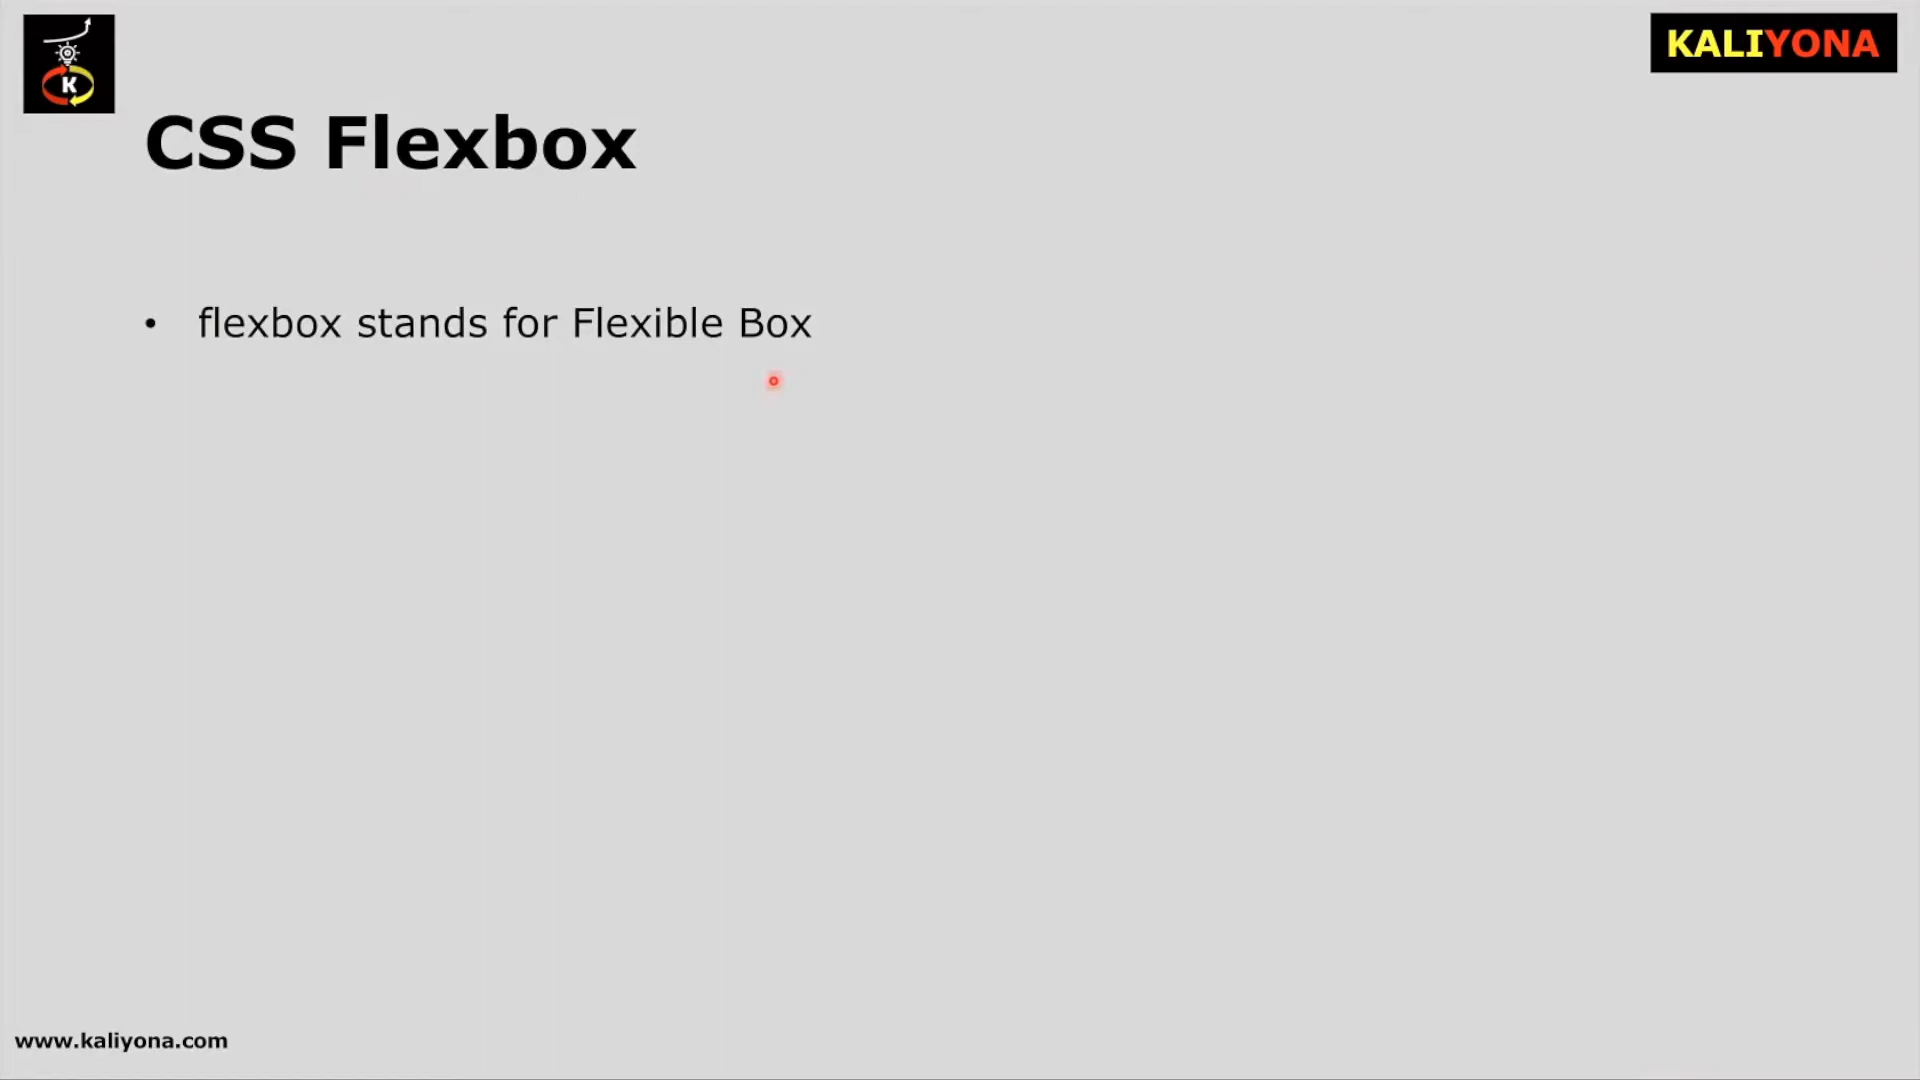 K
KALIYONA
CSS Flexbox
• flexbox stands for Flexible Box
www.kaliyona.com